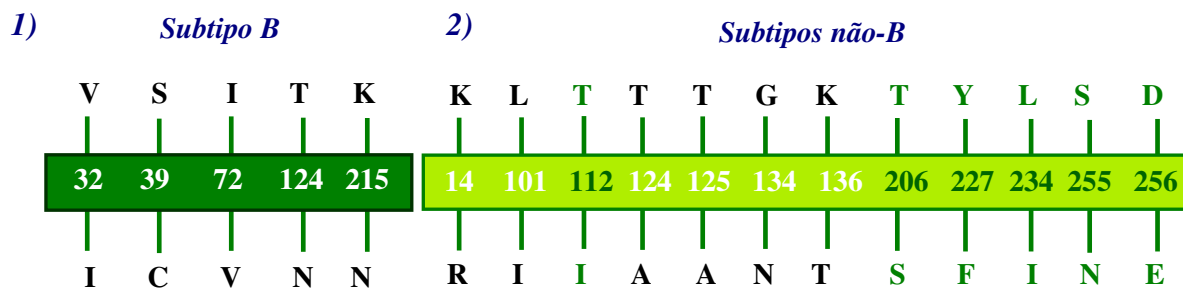 1) Subtipo B 2) Subtipos não-B
V S I T K K L T T T G K T Y L S D
32 39 72 124 215 14 101 112 124 125 134 136 206 227 234 255 256
I C V N N R I I A A N T S F I N E